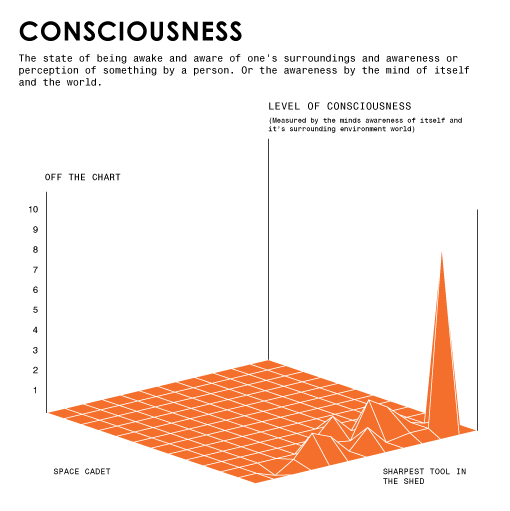 CONSCIOUSNESS
The state of being awake and aware of one's surroundings and awareness or
perception of something by a person. Or the awareness by the mind of itself
and the world.
LEVEL OF CONSCIOUSNESS
(Measured by the minds awareness of itself and
it's surrounding environment world)
OFF THE CHART
10
9
8
7
6
5
4
3
2
1
SPACE CADET
SHARPEST TOOL IN
THE SHED